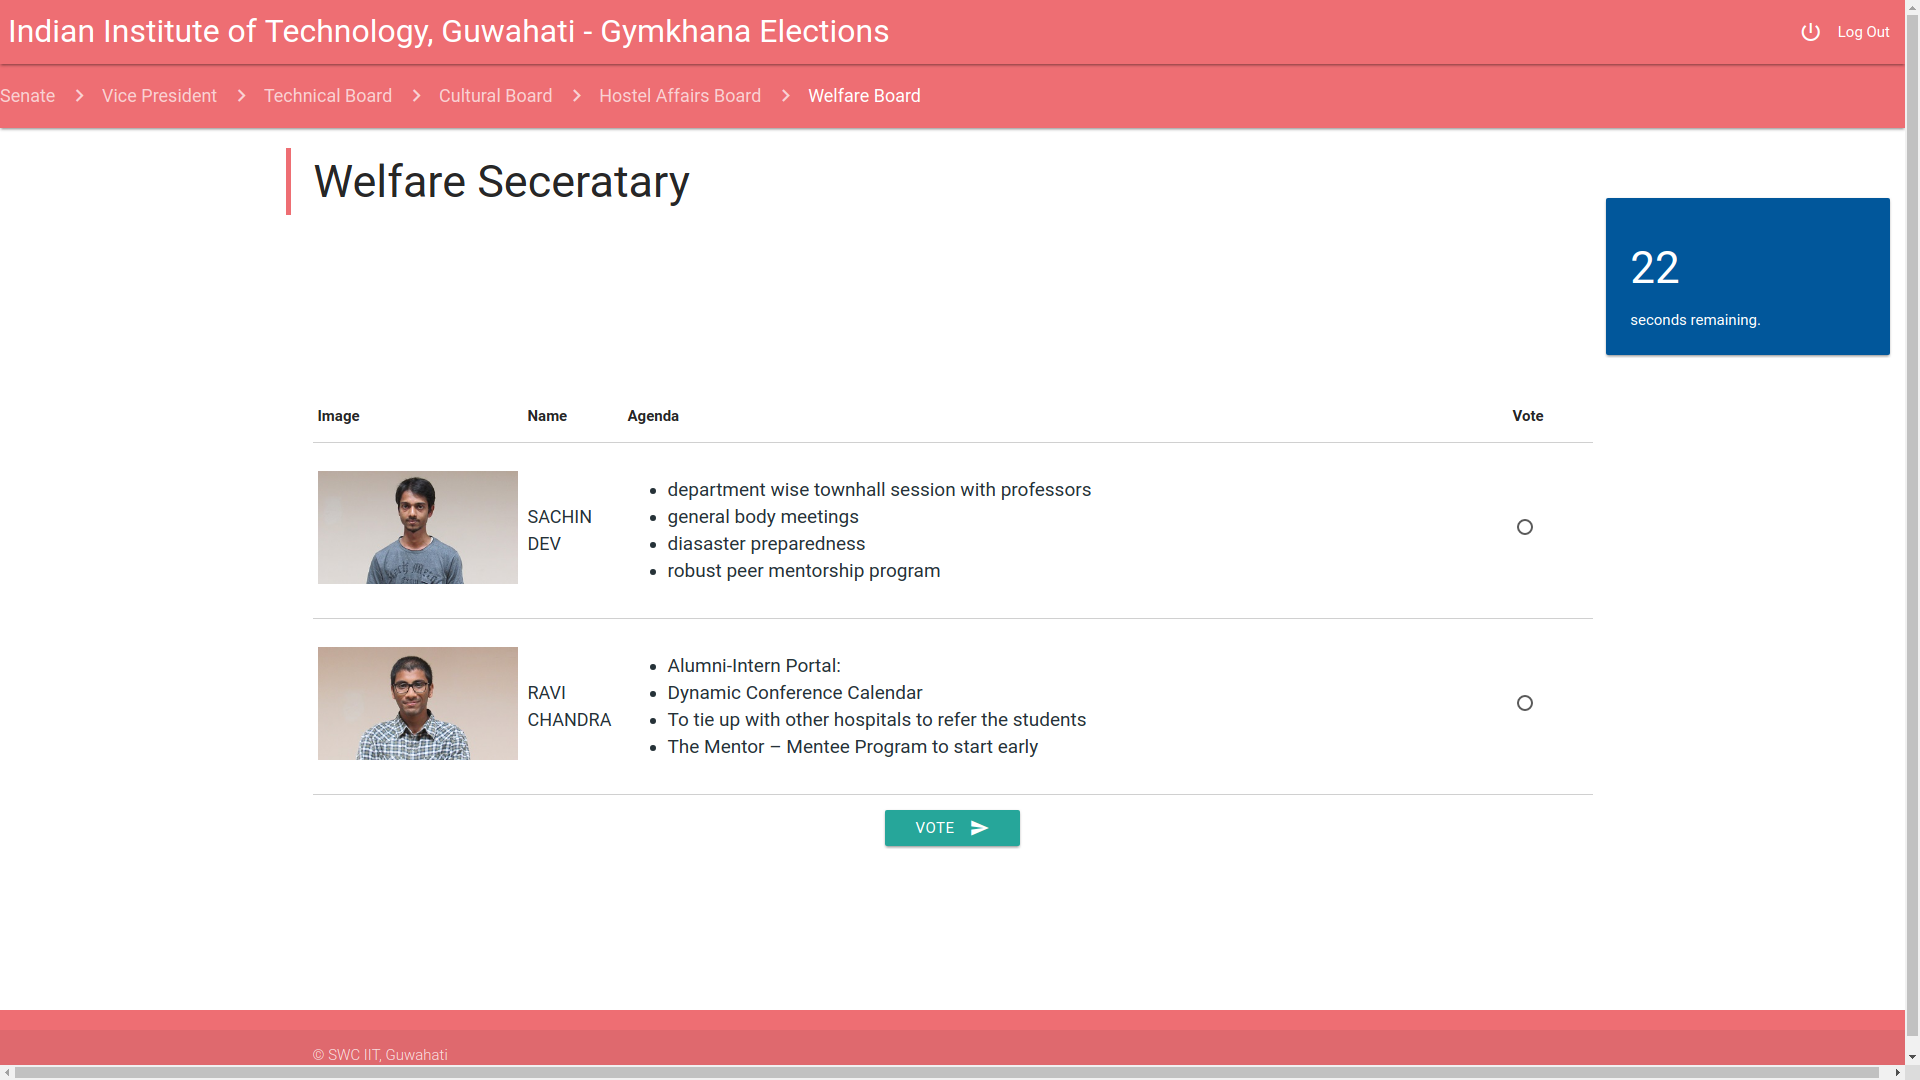 Indian Institute of Technology, Guwahati - Gymkhana Elections
Log Out
Senate > Vice President > Technical Board > Cultural Board > Hostel Affairs Board > Welfare Board
Welfare Seceratary
22
seconds remaining.
Image Name Agenda Vote
SACHIN
DEV
• department wise townhall session with professors
• general body meetings
• diasaster preparedness
• robust peer mentorship program
RAVI
CHANDRA
• Alumni-Intern Portal:
• Dynamic Conference Calendar
• To tie up with other hospitals to refer the students
• The Mentor – Mentee Program to start early
VOTE
© SWC IIT, Guwahati